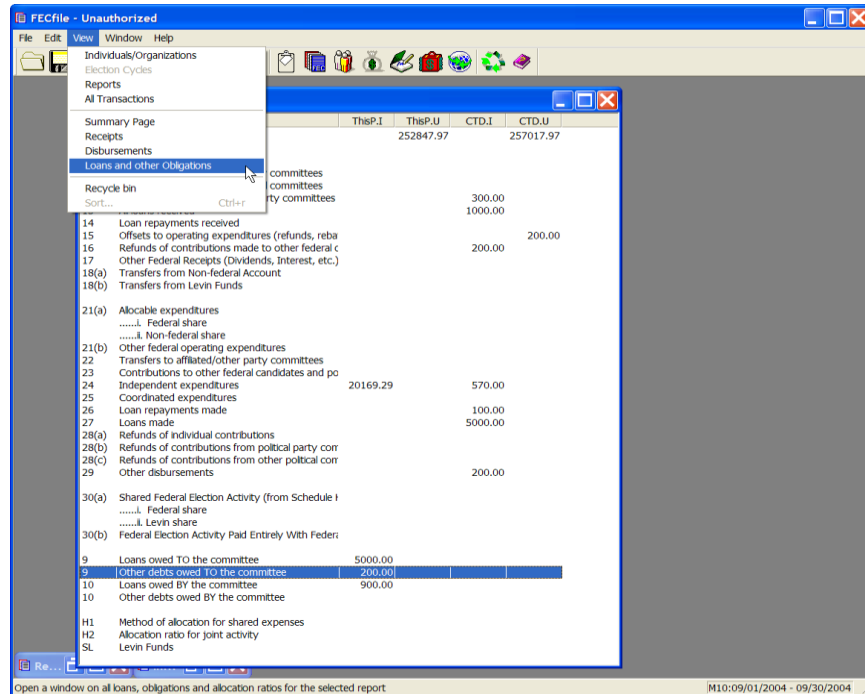 FECfile - Unauthorized
File Edit View Window Help
Individuals/Organizations
Election Cycles
Reports
All Transactions
Summary Page
Receipts
Disbursements
Loans and other Obligations
Recycle bin
Sort... Ctrl+r
ThisP.I ThisP.U CTD.I CTD.U
252847.97 257017.97
committees
committees
rty committees 300.00
1000.00
14 Loan repayments received
15 Offsets to operating expenditures (refunds, reba 200.00
16 Refunds of contributions made to other federal c 200.00
17 Other Federal Receipts (Dividends, Interest, etc.)
18(a) Transfers from Non-federal Account
18(b) Transfers from Levin Funds
21(a) Allocable expenditures
......i. Federal share
......ii. Non-federal share
21(b) Other federal operating expenditures
22 Transfers to affiliated/other party committees
23 Contributions to other federal candidates and po
24 Independent expenditures 20169.29 570.00
25 Coordinated expenditures
26 Loan repayments made 100.00
27 Loans made 5000.00
28(a) Refunds of individual contributions
28(b) Refunds of contributions from political party com
28(c) Refunds of contributions from other political com
29 Other disbursements 200.00
30(a) Shared Federal Election Activity (from Schedule H
......i. Federal share
......ii. Levin share
30(b) Federal Election Activity Paid Entirely With Federa
9 Loans owed TO the committee 5000.00
9 Other debts owed TO the committee 200.00
10 Loans owed BY the committee 900.00
10 Other debts owed BY the committee
H1 Method of allocation for shared expenses
H2 Allocation ratio for joint activity
SL Levin Funds
Re...
Open a window on all loans, obligations and allocation ratios for the selected report M10:09/01/2004 - 09/30/2004